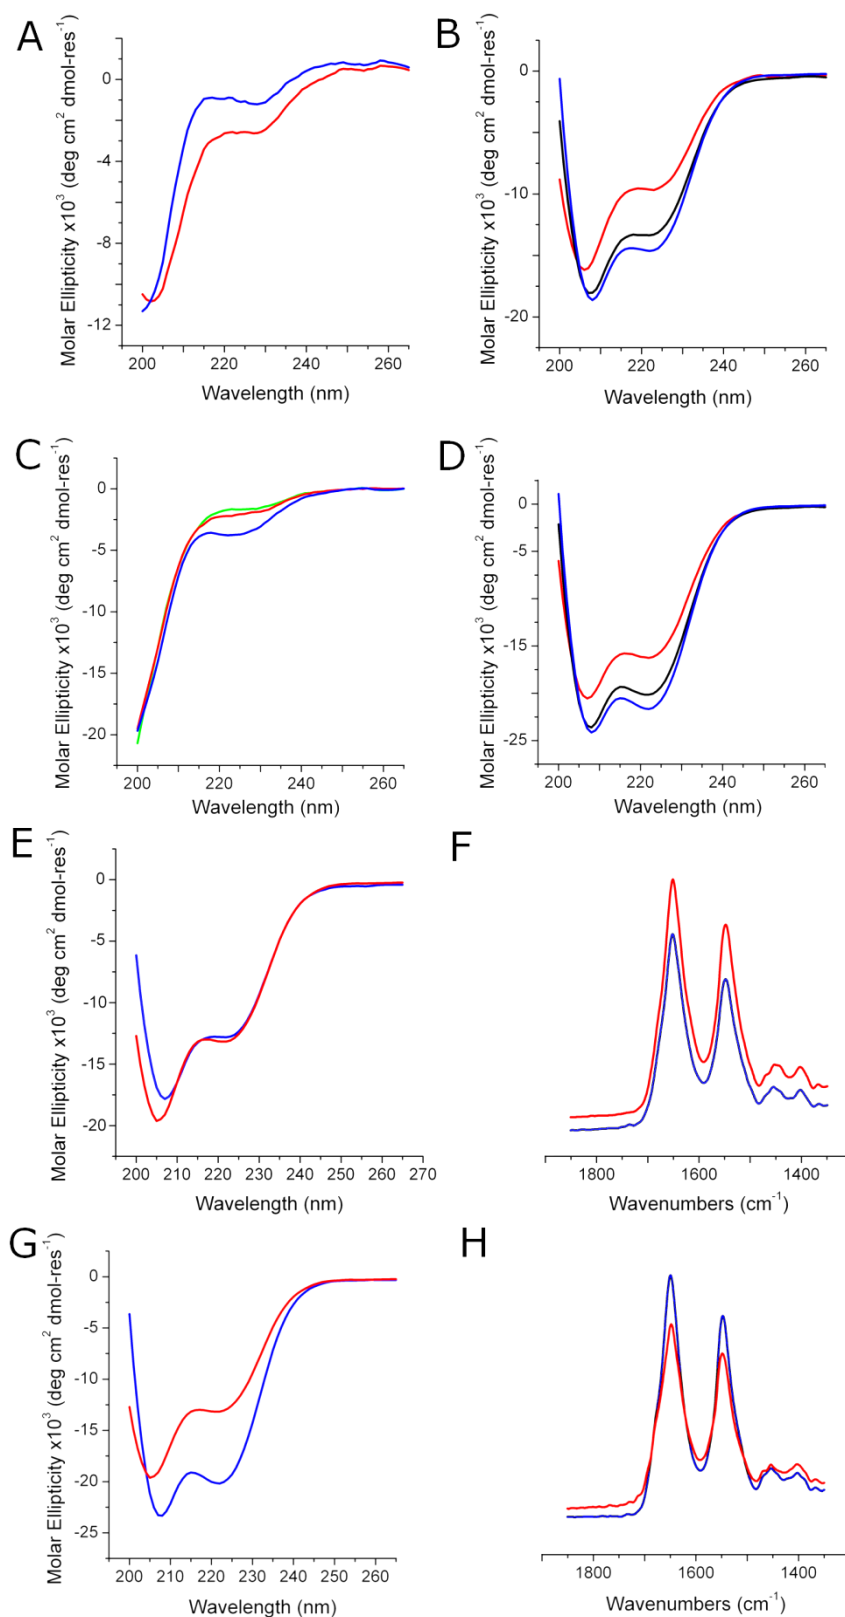 A
Molar Ellipticity x10³ (deg cm² dmol-res⁻¹)
0
-4
-8
-12
200 220 240 260
Wavelength (nm)
B
Molar Ellipticity x10³ (deg cm² dmol-res⁻¹)
0
-10
-20
200 220 240 260
Wavelength (nm)
C
Molar Ellipticity x10³ (deg cm² dmol-res⁻¹)
0
-5
-10
-15
-20
200 220 240 260
Wavelength (nm)
D
Molar Ellipticity x10³ (deg cm² dmol-res⁻¹)
0
-5
-15
-25
200 220 240 260
Wavelength (nm)
E
Molar Ellipticity x10³ (deg cm² dmol-res⁻¹)
0
-5
-10
-15
-20
200 210 220 230 240 250 260 270
Wavelength (nm)
F
1800 1600 1400
Wavenumbers (cm⁻¹)
G
Molar Ellipticity x10³ (deg cm² dmol-res⁻¹)
0
-5
-10
-15
-20
-25
200 210 220 230 240 250 260
Wavelength (nm)
H
1800 1600 1400
Wavenumbers (cm⁻¹)